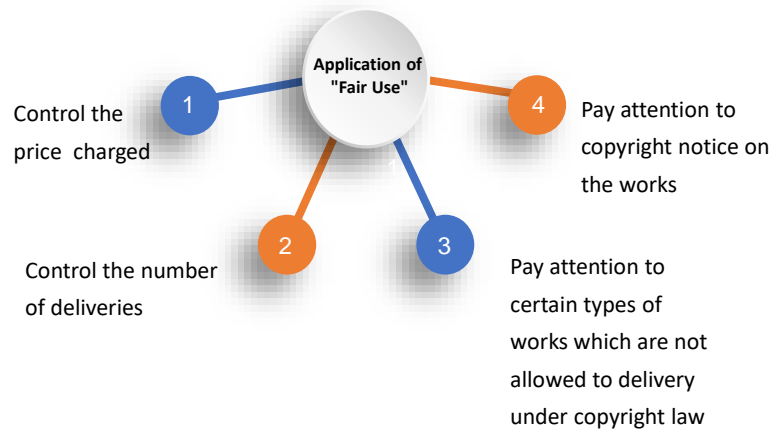 Application of
"Fair Use"
1
Control the
price charged
2
Control the number
of deliveries
3
Pay attention to
certain types of
works which are not
allowed to delivery
under copyright law
4
Pay attention to
copyright notice on
the works